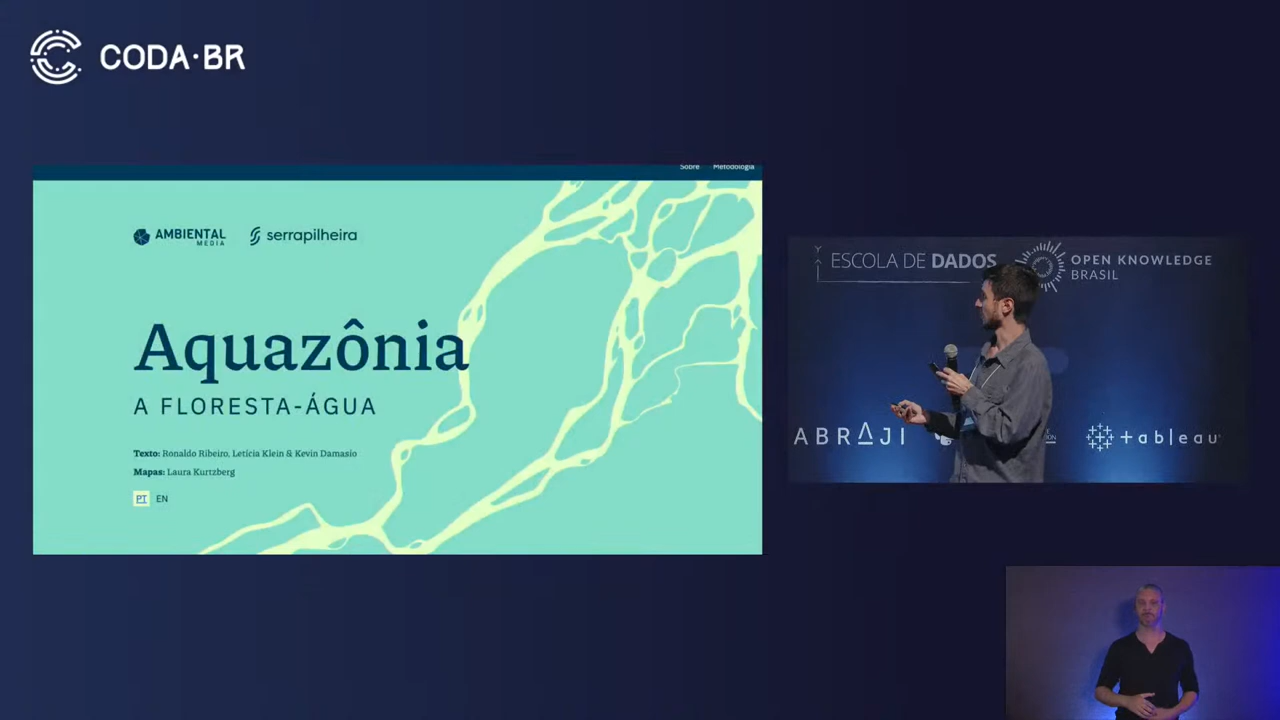 CODA·BR
Sobre Metodologia
AMBIENTAL MEDIA serrapilheira
Aquazônia
A FLORESTA-ÁGUA
Texto: Ronaldo Ribeiro, Letícia Klein & Kevin Damasio
Mapas: Laura Kurtzberg
PT EN
ESCOLA DE DADOS
OPEN KNOWLEDGE
BRASIL
ABRAJI
+ableau